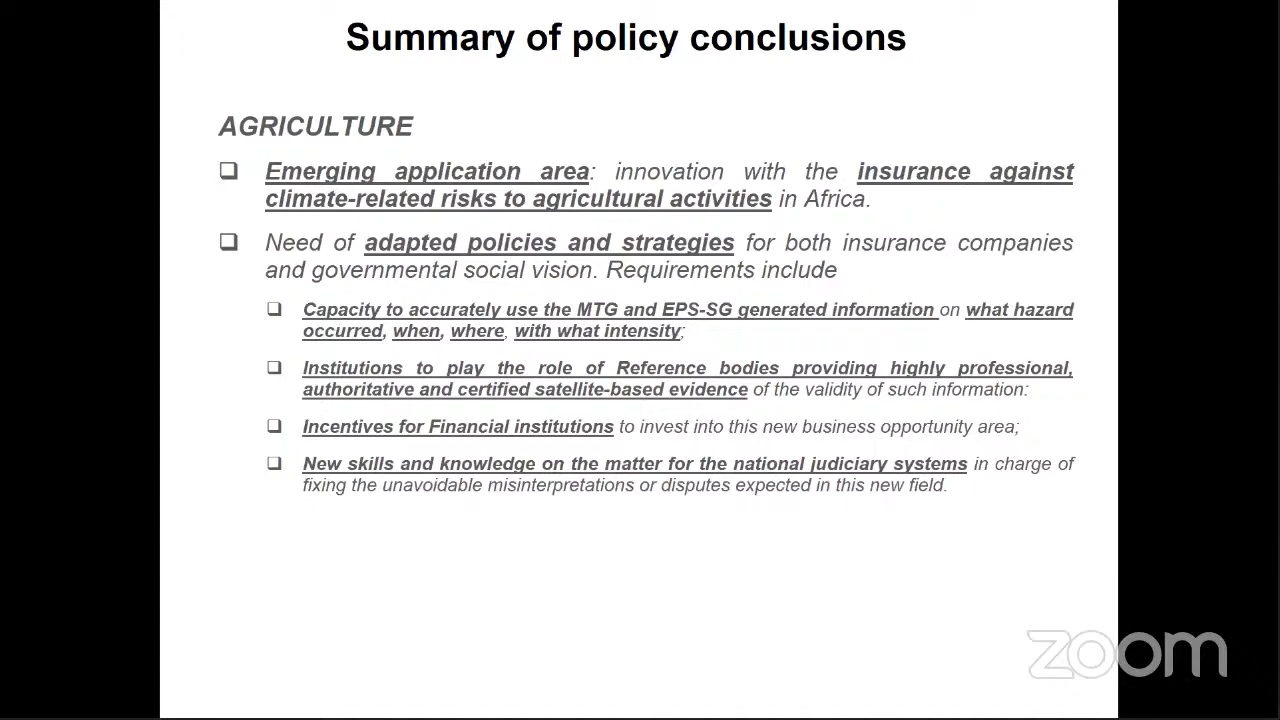 Summary of policy conclusions
AGRICULTURE
Emerging application area: innovation with the insurance against
climate-related risks to agricultural activities in Africa.
Need of adapted policies and strategies for both insurance companies
and governmental social vision. Requirements include
Capacity to accurately use the MTG and EPS-SG generated information on what hazard
occurred, when, where, with what intensity;
Institutions to play the role of Reference bodies providing highly professional,
authoritative and certified satellite-based evidence of the validity of such information:
Incentives for Financial institutions to invest into this new business opportunity area;
New skills and knowledge on the matter for the national judiciary systems in charge of
fixing the unavoidable misinterpretations or disputes expected in this new field.
zoom